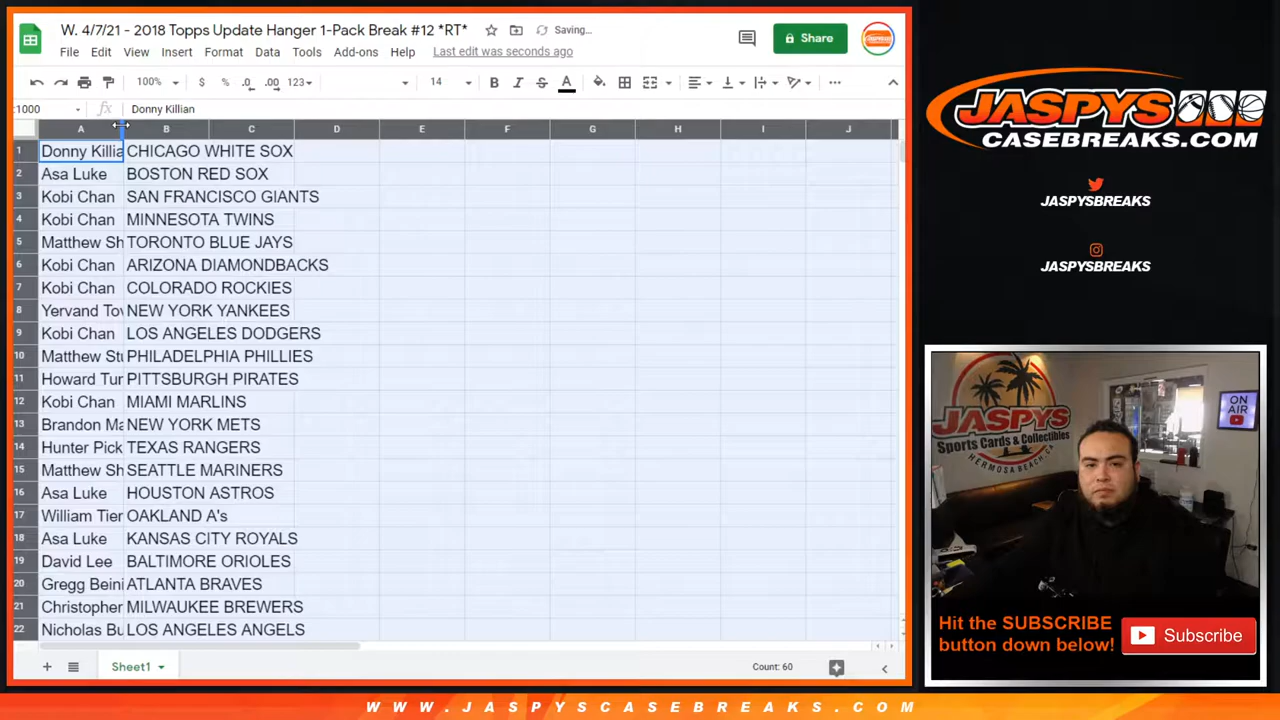 W. 4/7/21 - 2018 Topps Update Hanger 1-Pack Break #12 *RT* Saving...
File Edit View Insert Format Data Tools Add-ons Help Last edit was seconds ago
Share
100% $ % .0 .00 123 14 B I S A
:1000 fx Donny Killian
A B C D E F G H I J
1 Donny Killia CHICAGO WHITE SOX
2 Asa Luke BOSTON RED SOX
3 Kobi Chan SAN FRANCISCO GIANTS
4 Kobi Chan MINNESOTA TWINS
5 Matthew Sh TORONTO BLUE JAYS
6 Kobi Chan ARIZONA DIAMONDBACKS
7 Kobi Chan COLORADO ROCKIES
8 Yervand Tov NEW YORK YANKEES
9 Kobi Chan LOS ANGELES DODGERS
10 Matthew Stu PHILADELPHIA PHILLIES
11 Howard Tur PITTSBURGH PIRATES
12 Kobi Chan MIAMI MARLINS
13 Brandon Ma NEW YORK METS
14 Hunter Pick TEXAS RANGERS
15 Matthew Sh SEATTLE MARINERS
16 Asa Luke HOUSTON ASTROS
17 William Tier OAKLAND A's
18 Asa Luke KANSAS CITY ROYALS
19 David Lee BALTIMORE ORIOLES
20 Gregg Beini ATLANTA BRAVES
21 Christopher MILWAUKEE BREWERS
22 Nicholas Bu LOS ANGELES ANGELS
Sheet1 Count: 60
JASPYS
CASEBREAKS.COM
JASPYSBREAKS
JASPYSBREAKS
JASPYS
Sports Cards & Collectibles
HERMOSA BEACH, CA
ON
AIR
Hit the SUBSCRIBE
button down below!
Subscribe
WWW.JASPYSCASEBREAKS.COM